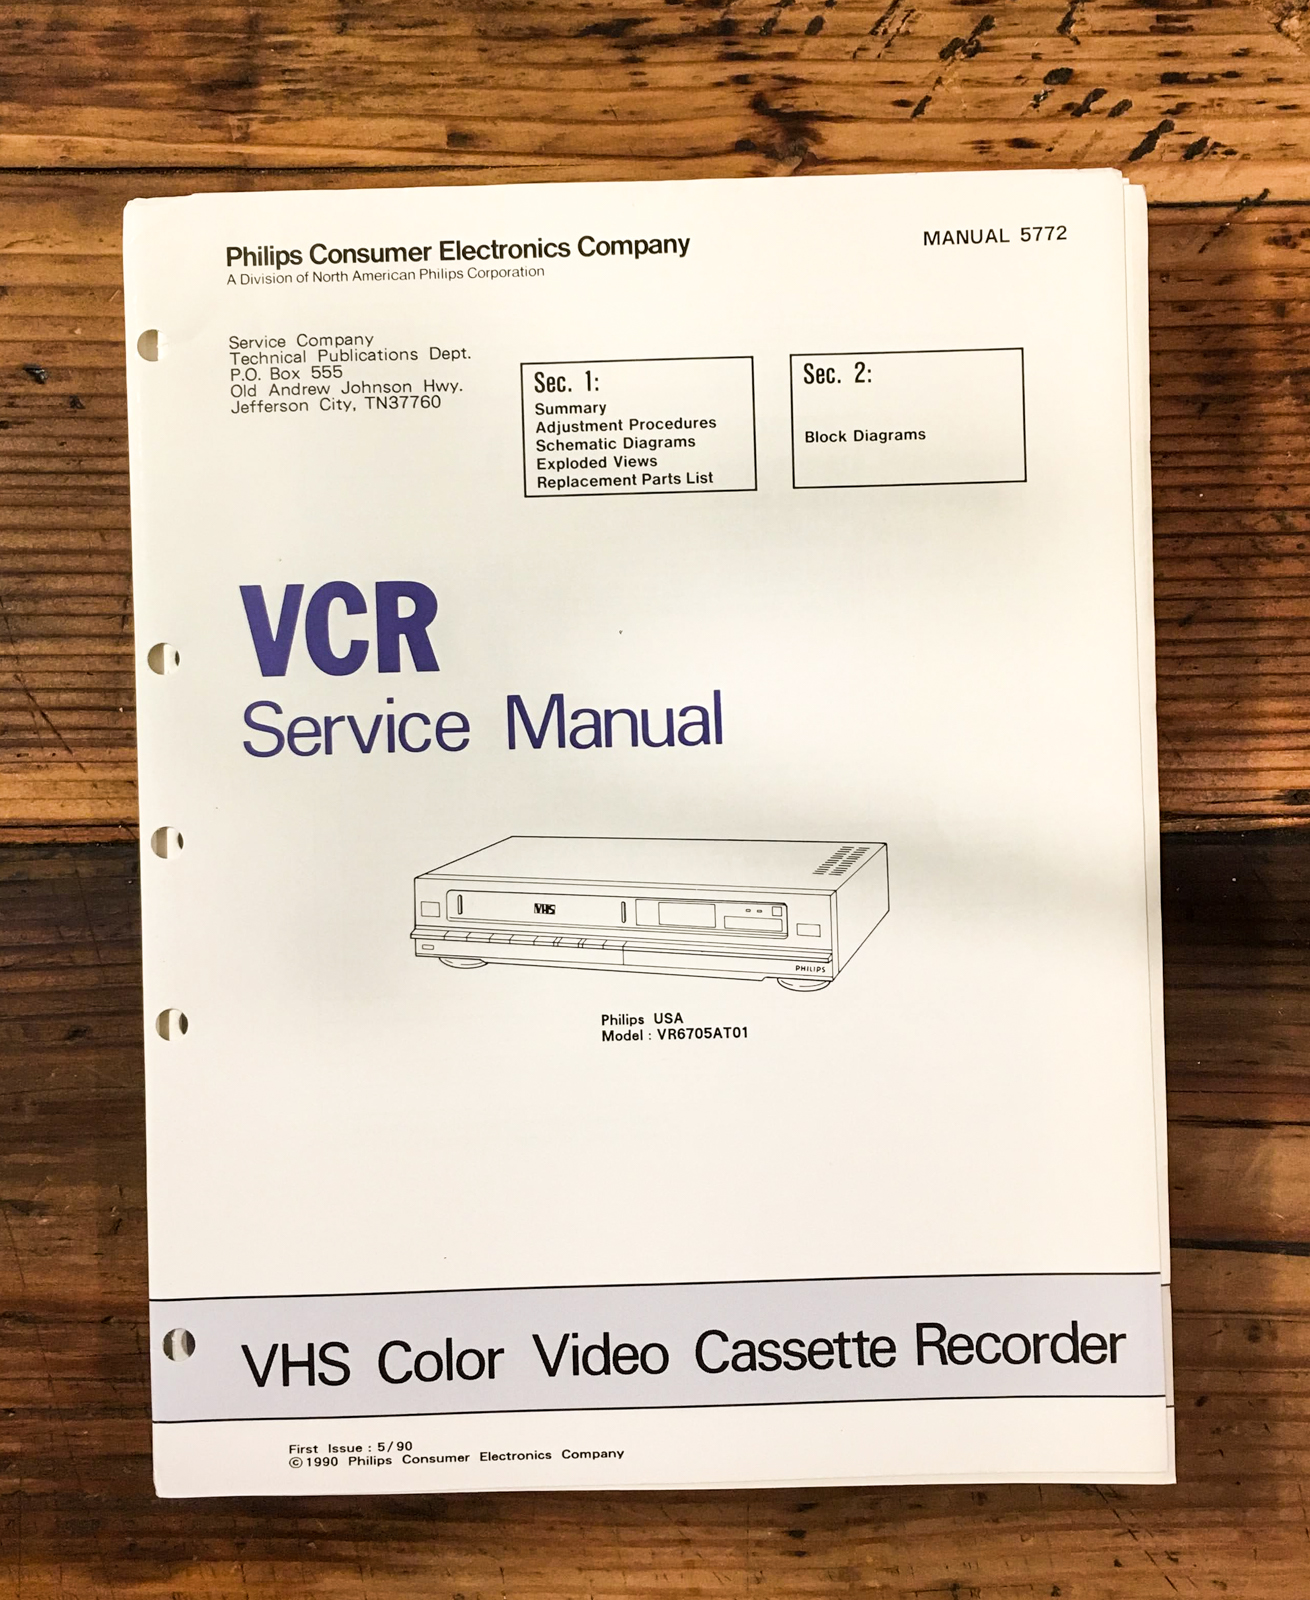 Philips Consumer Electronics Company
A Division of North American Philips Corporation
MANUAL 5772
Service Company
Technical Publications Dept.
P.O. Box 555
Old Andrew Johnson Hwy.
Jefferson City, TN37760
Sec. 1:
Summary
Adjustment Procedures
Schematic Diagrams
Exploded Views
Replacement Parts List
Sec. 2:
Block Diagrams
VCR
Service Manual
VHS
PHILIPS
Philips USA
Model : VR6705AT01
VHS Color Video Cassette Recorder
First Issue : 5/90
© 1990 Philips Consumer Electronics Company